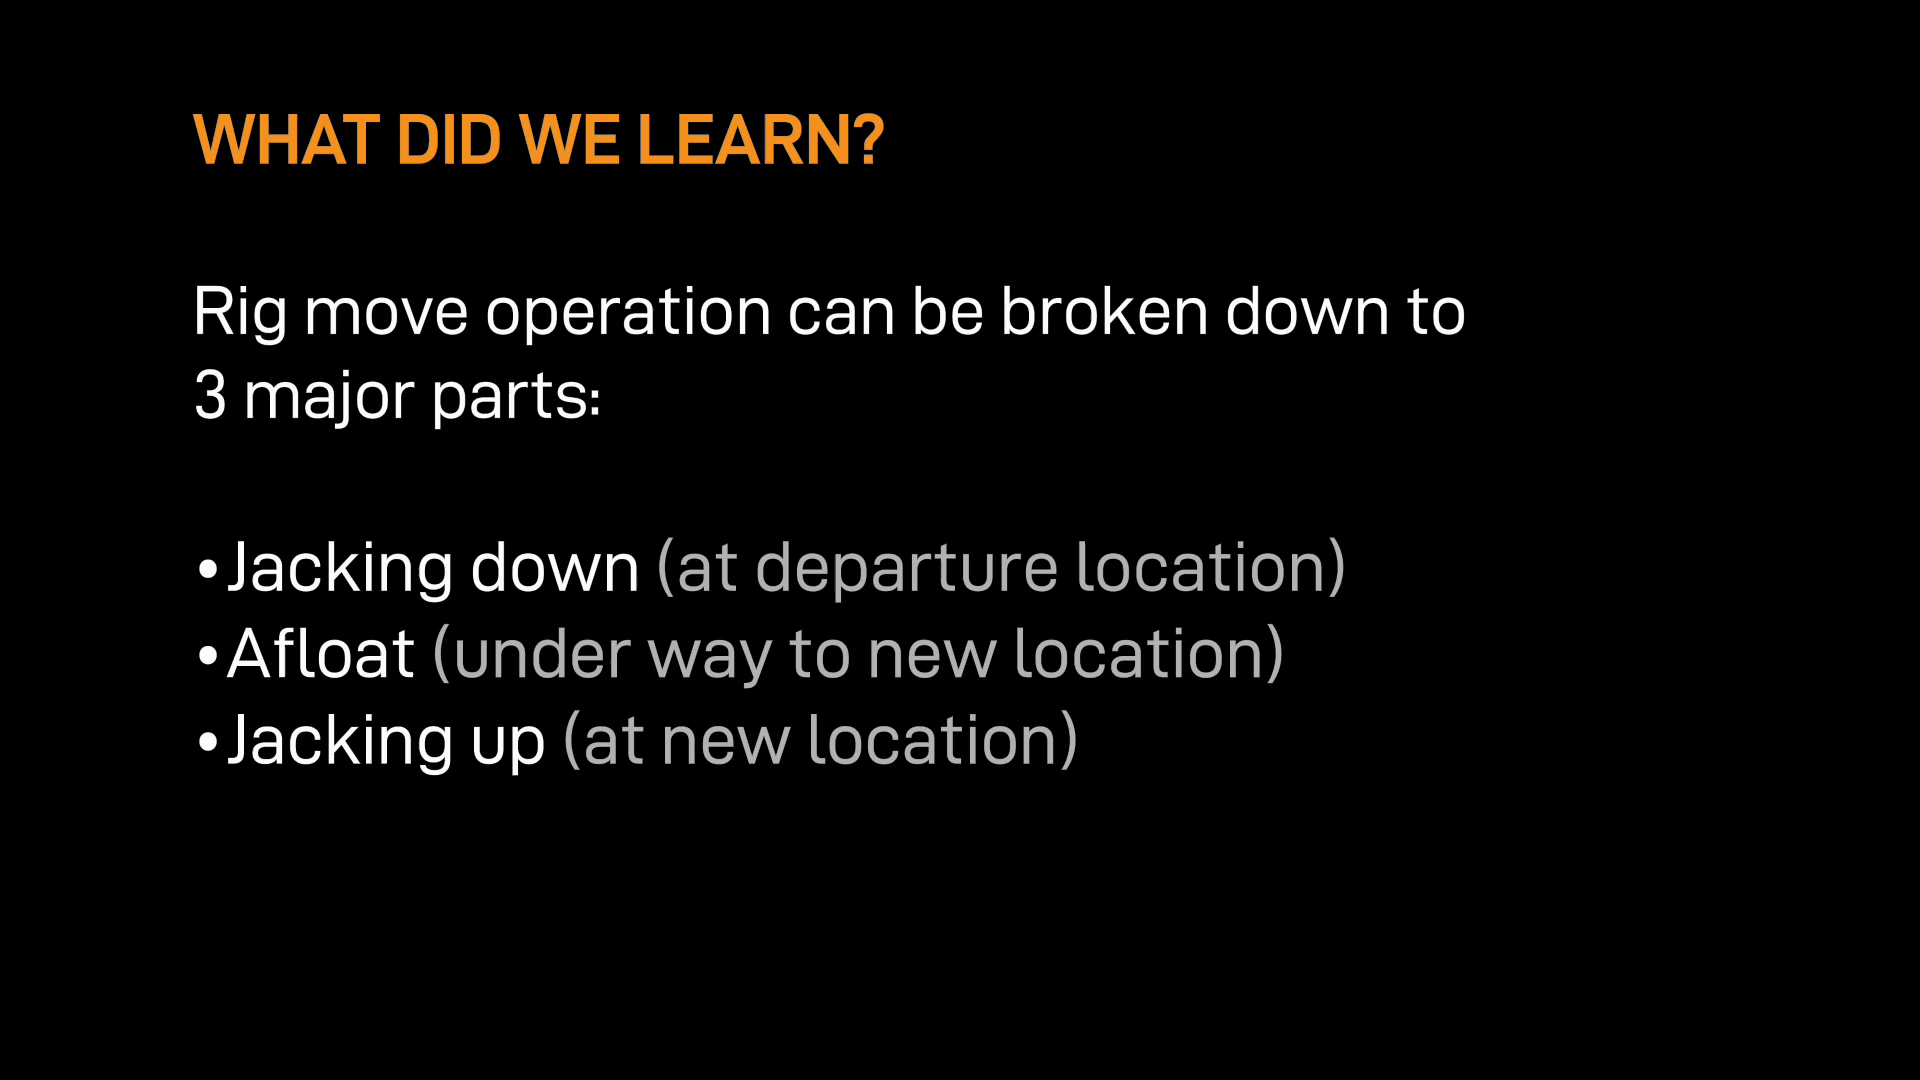 WHAT DID WE LEARN?
Rig move operation can be broken down to
3 major parts:
•Jacking down (at departure location)
•Afloat (under way to new location)
•Jacking up (at new location)